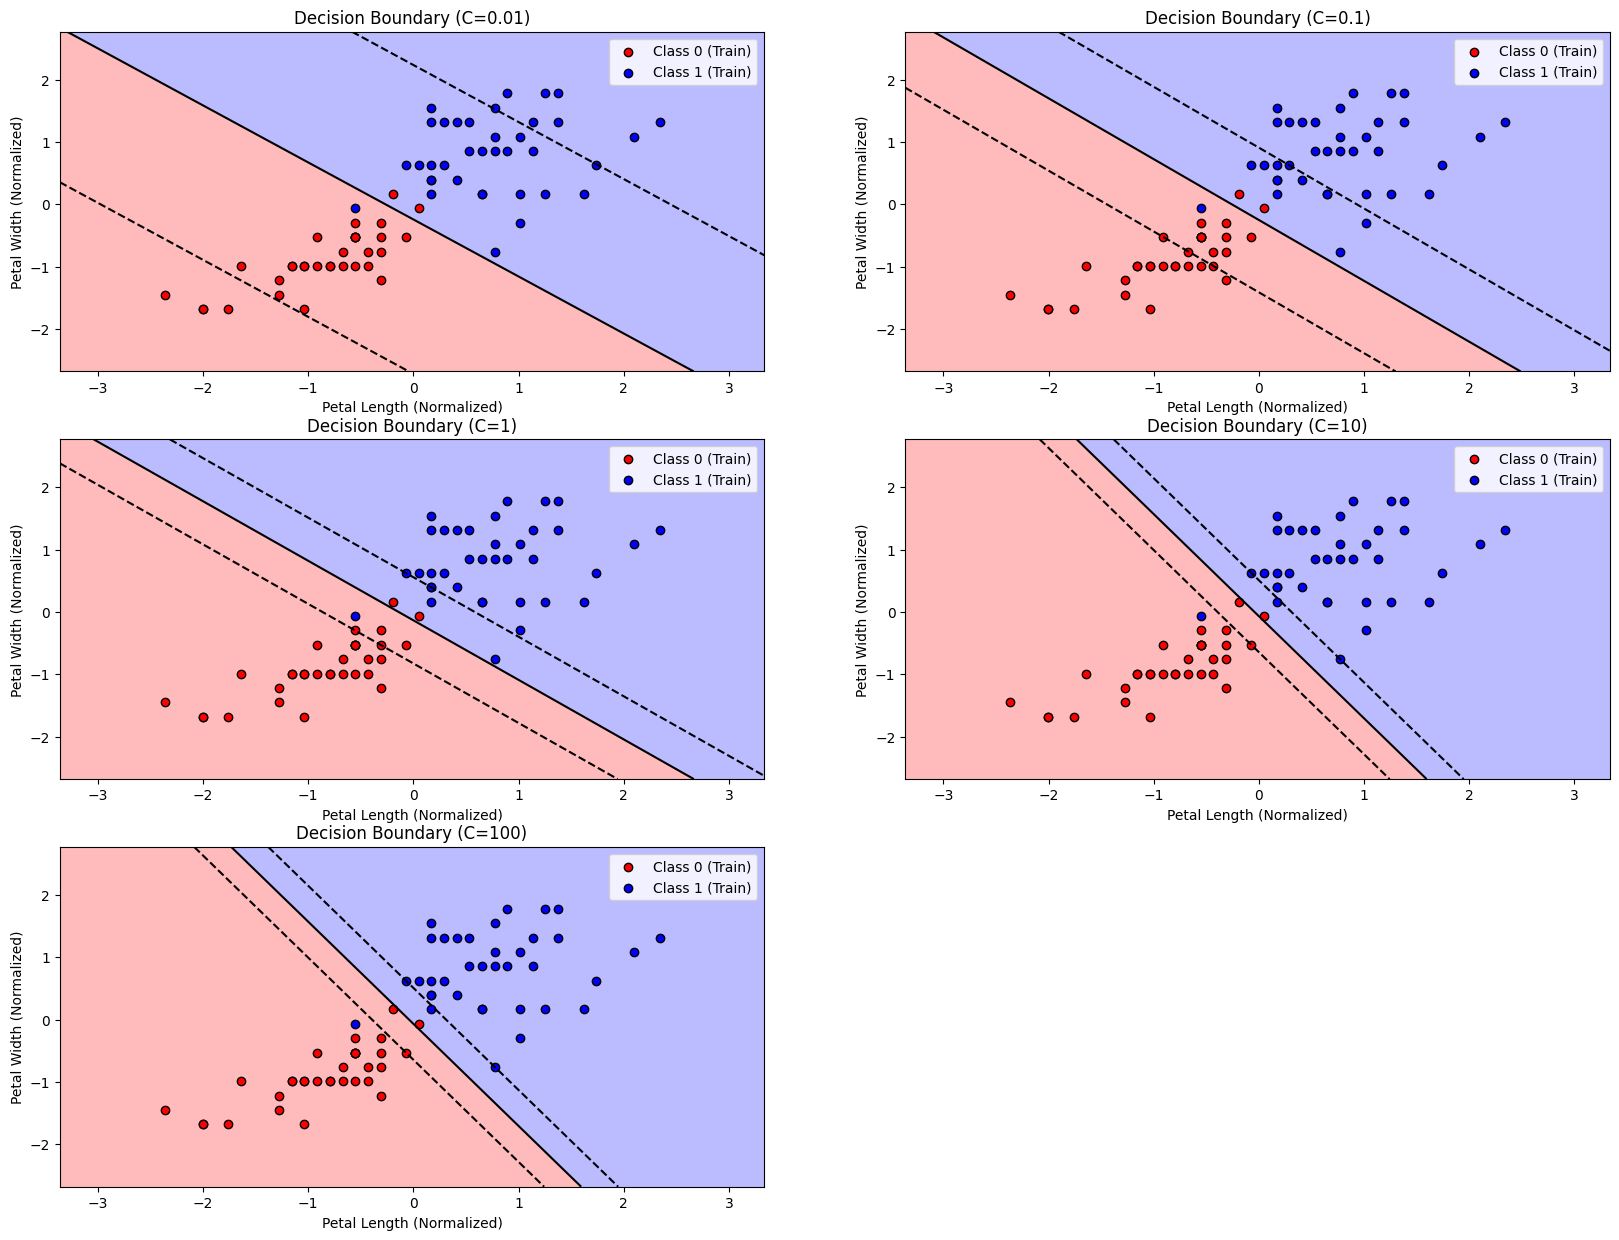 Decision Boundary (C=0.01)
Class 0 (Train)
Class 1 (Train)
Petal Width (Normalized)
2
1
0
−1
−2
−3
−2
−1
0
1
2
3
Petal Length (Normalized)
Decision Boundary (C=0.1)
Class 0 (Train)
Class 1 (Train)
Petal Width (Normalized)
2
1
0
−1
−2
−3
−2
−1
0
1
2
3
Petal Length (Normalized)
Decision Boundary (C=1)
Class 0 (Train)
Class 1 (Train)
Petal Width (Normalized)
2
1
0
−1
−2
−3
−2
−1
0
1
2
3
Petal Length (Normalized)
Decision Boundary (C=10)
Class 0 (Train)
Class 1 (Train)
Petal Width (Normalized)
2
1
0
−1
−2
−3
−2
−1
0
1
2
3
Petal Length (Normalized)
Decision Boundary (C=100)
Class 0 (Train)
Class 1 (Train)
Petal Width (Normalized)
2
1
0
−1
−2
−3
−2
−1
0
1
2
3
Petal Length (Normalized)